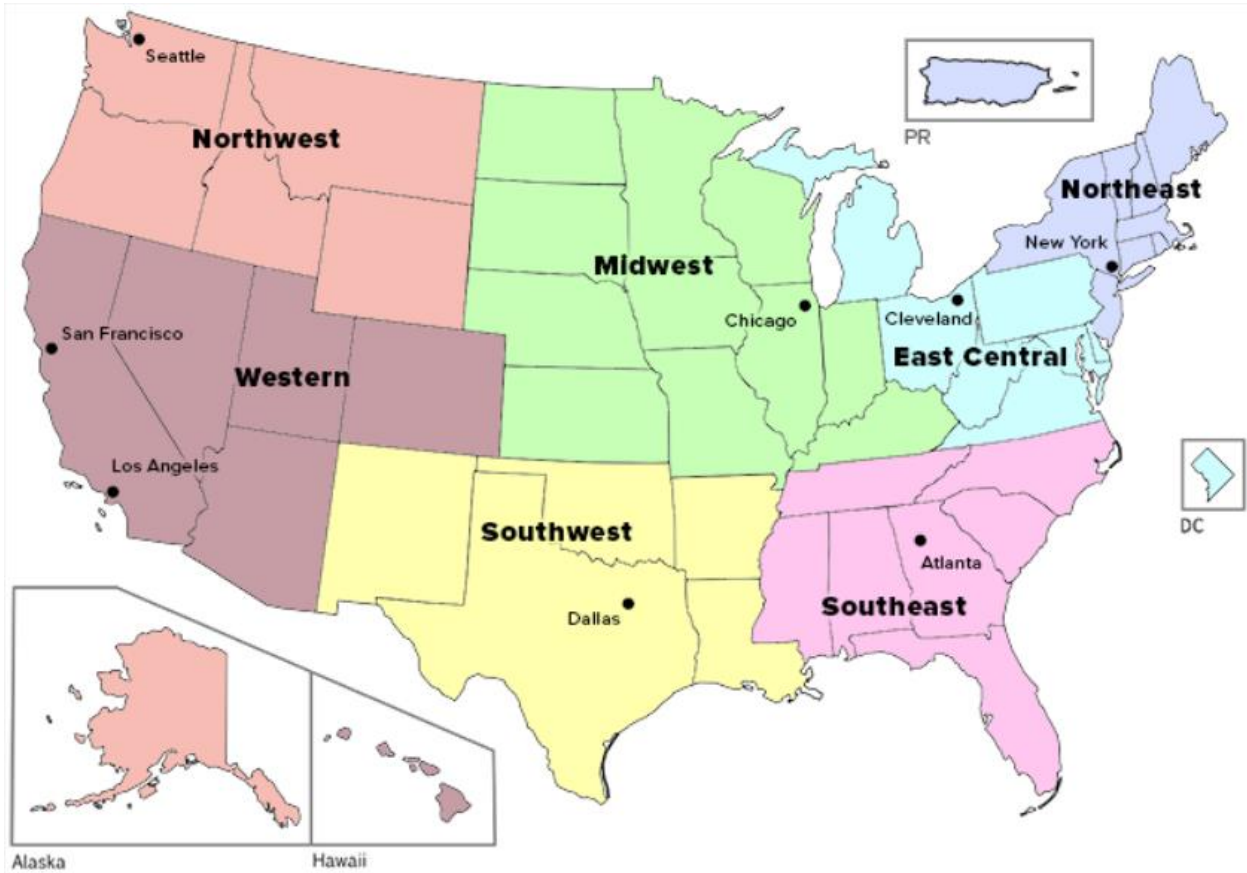 Seattle
Northwest
PR
Northeast
New York
Midwest
Chicago
Cleveland
San Francisco
East Central
Western
Los Angeles
DC
Southwest
Atlanta
Southeast
Dallas
Alaska
Hawaii